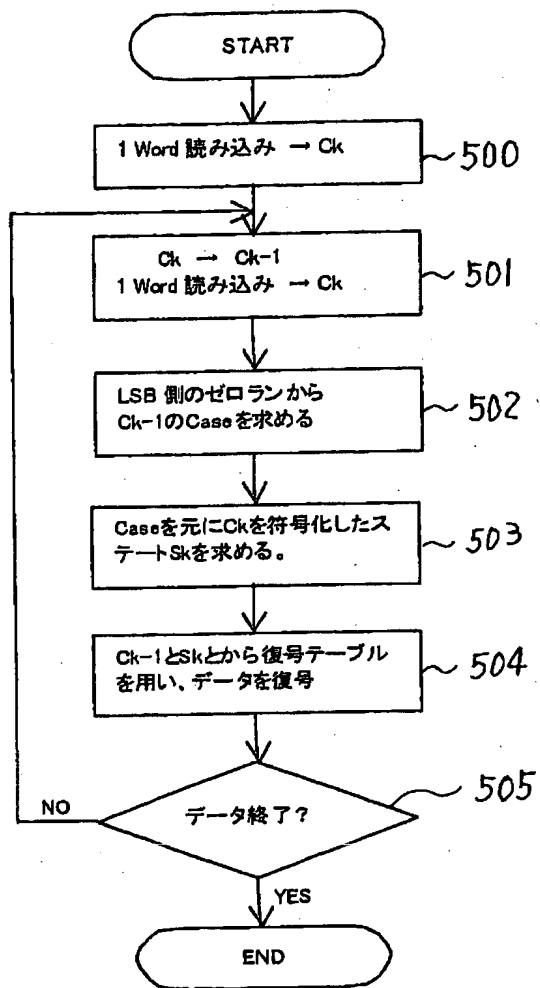 START
1 Word 読み込み → Ck
500
Ck → Ck-1
1 Word 読み込み → Ck
501
LSB 側のゼロランから
Ck-1のCaseを求める
502
Caseを元にCkを符号化したス
テートSkを求める。
503
Ck-1とSkとから復号テーブル
を用い、データを復号
504
データ終了?
505
NO
YES
END